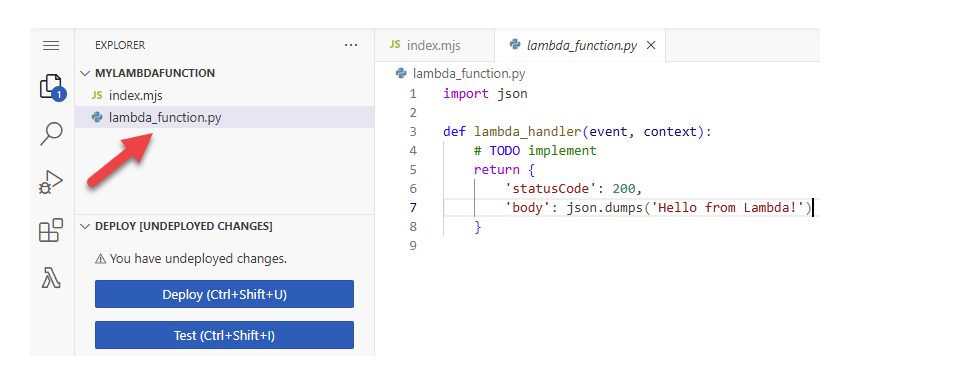 EXPLORER
...
MYLAMBDAFUNCTION
JS index.mjs
lambda_function.py
1
DEPLOY [UNDEPLOYED CHANGES]
You have undeployed changes.
Deploy (Ctrl+Shift+U)
Test (Ctrl+Shift+I)
JS index.mjs
lambda_function.py ×
lambda_function.py
1 import json
2
3 def lambda_handler(event, context):
4     # TODO implement
5     return {
6         'statusCode': 200,
7         'body': json.dumps('Hello from Lambda!')
8     }
9